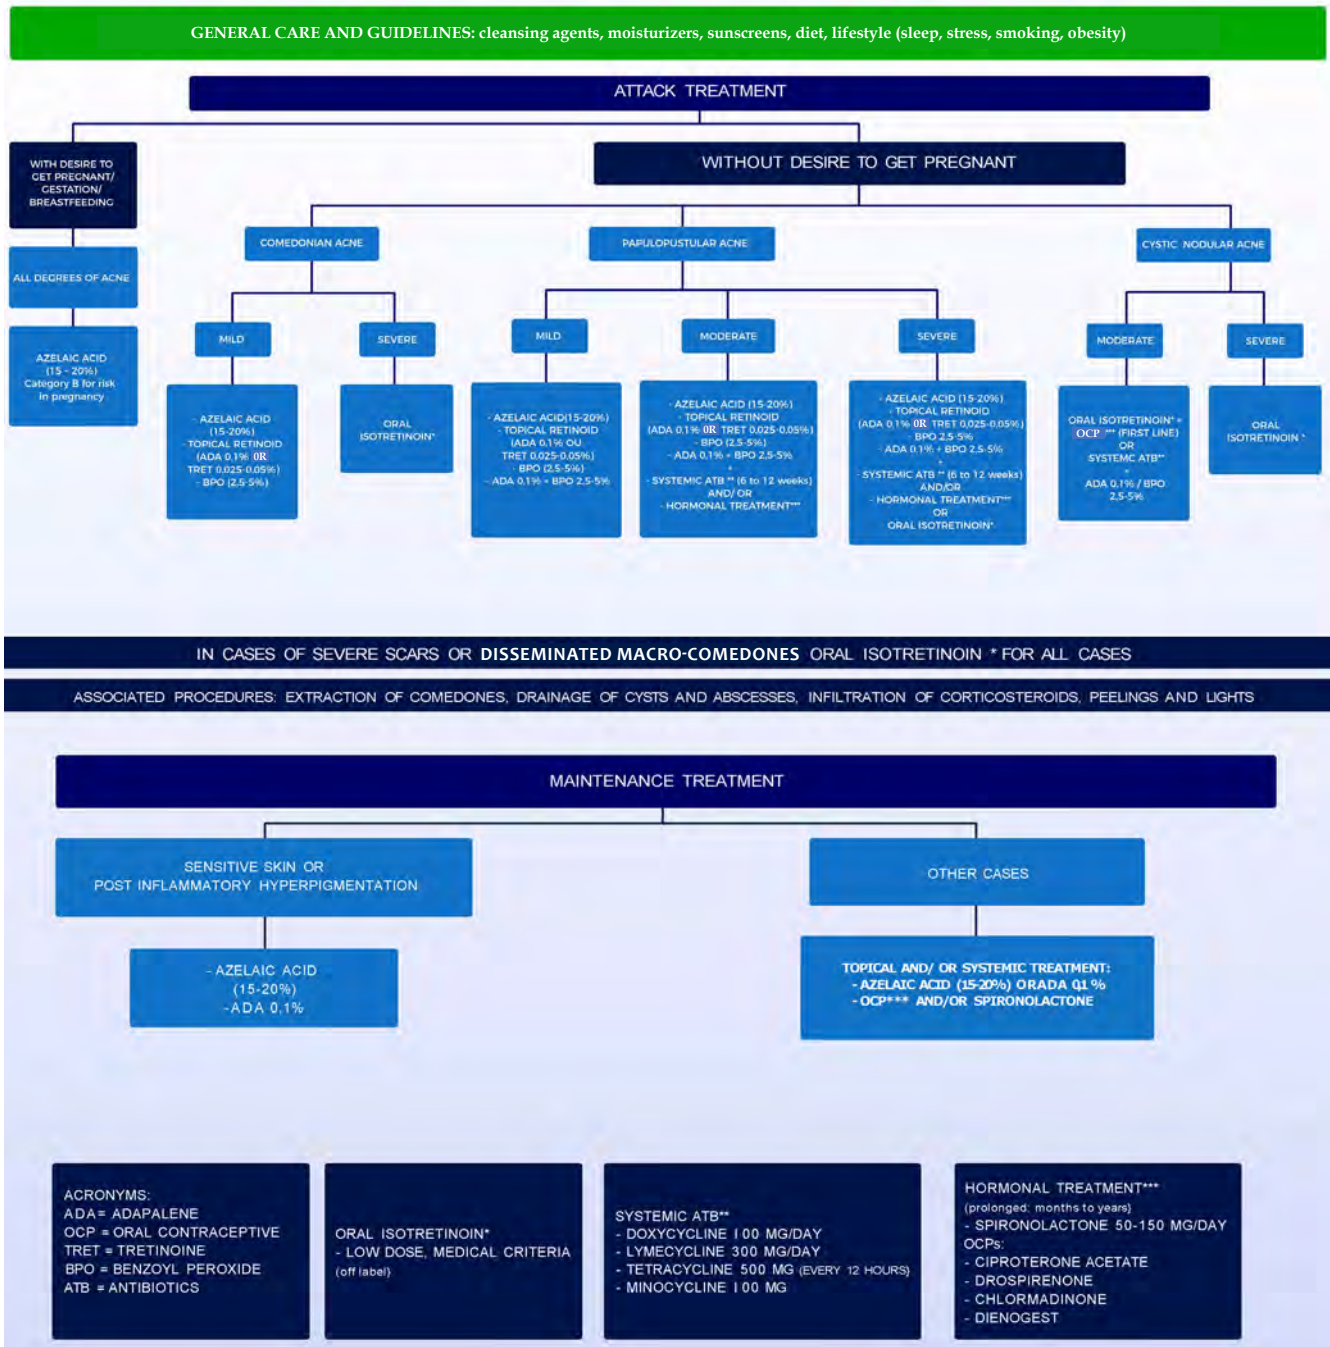 GENERAL CARE AND GUIDELINES: cleansing agents, moisturizers, sunscreens, diet, lifestyle (sleep, stress, smoking, obesity)
ATTACK TREATMENT
WITH DESIRE TO
GET PREGNANT/
GESTATION/
BREASTFEEDING
WITHOUT DESIRE TO GET PREGNANT
ALL DEGREES OF ACNE
AZELAIC ACID
(15 - 20%)
Category B for risk
in pregnancy
COMEDONIAN ACNE
PAPULOPUSTULAR ACNE
CYSTIC NODULAR ACNE
MILD
SEVERE
MILD
MODERATE
SEVERE
MODERATE
SEVERE
- AZELAIC ACID
(15-20%)
- TOPICAL RETINOID
(ADA 0.1% 0R
TRET 0,025-0.05%)
- BPO (2,5-5%)
ORAL
ISOTRETINOIN*
- AZELAIC ACID(15-20%)
- TOPICAL RETINOID
(ADA 0,1% OU
TRET 0,025-0.05%)
- BPO (2,5-5%)
- ADA 0,1% + BPO 2,5-5%
- AZELAIC ACID (15-20%)
- TOPICAL RETINOID
(ADA 0.1% 0R TRET 0,025-0.05%)
- BPO (2,5-5%)
- ADA 0,1% + BPO 2,5-5%
+
- SYSTEMIC ATB ** (6 to 12 weeks)
AND/ OR
- HORMONAL TREATMENT***
- AZELAIC ACID (15-20%)
- TOPICAL RETINOID
(ADA 0.1% 0R TRET 0,025-0.05%)
- BPO 2,5-5%
- ADA 0,1% + BPO 2,5-5%
+
- SYSTEMIC ATB ** (6 to 12 weeks)
AND/OR
- HORMONAL TREATMENT***
OR
ORAL ISOTRETINOIN*
ORAL ISOTRETINOIN* +
OCP *** (FIRST LINE)
OR
SYSTEMC ATB**
+
ADA 0.1% / BPO
2,5-5%
ORAL
ISOTRETINOIN *
IN CASES OF SEVERE SCARS OR DISSEMINATED MACRO-COMEDONES ORAL ISOTRETINOIN * FOR ALL CASES
ASSOCIATED PROCEDURES: EXTRACTION OF COMEDONES, DRAINAGE OF CYSTS AND ABSCESSES, INFILTRATION OF CORTICOSTEROIDS, PEELINGS AND LIGHTS
MAINTENANCE TREATMENT
SENSITIVE SKIN OR
POST INFLAMMATORY HYPERPIGMENTATION
OTHER CASES
- AZELAIC ACID
(15-20%)
-ADA 0,1%
TOPICAL AND/ OR SYSTEMIC TREATMENT:
- AZELAIC ACID (15-20%) ORADA 0,1 %
- OCP*** AND/OR SPIRONOLACTONE
ACRONYMS:
ADA= ADAPALENE
OCP = ORAL CONTRACEPTIVE
TRET = TRETINOINE
BPO = BENZOYL PEROXIDE
ATB = ANTIBIOTICS
ORAL ISOTRETINOIN*
- LOW DOSE, MEDICAL CRITERIA
(off label)
SYSTEMIC ATB**
- DOXYCYCLINE 100 MG/DAY
- LYMECYCLINE 300 MG/DAY
- TETRACYCLINE 500 MG (EVERY 12 HOURS)
- MINOCYCLINE 100 MG
HORMONAL TREATMENT***
(prolonged: months to years)
- SPIRONOLACTONE 50-150 MG/DAY
OCPs:
- CIPROTERONE ACETATE
- DROSPIRENONE
- CHLORMADINONE
- DIENOGEST